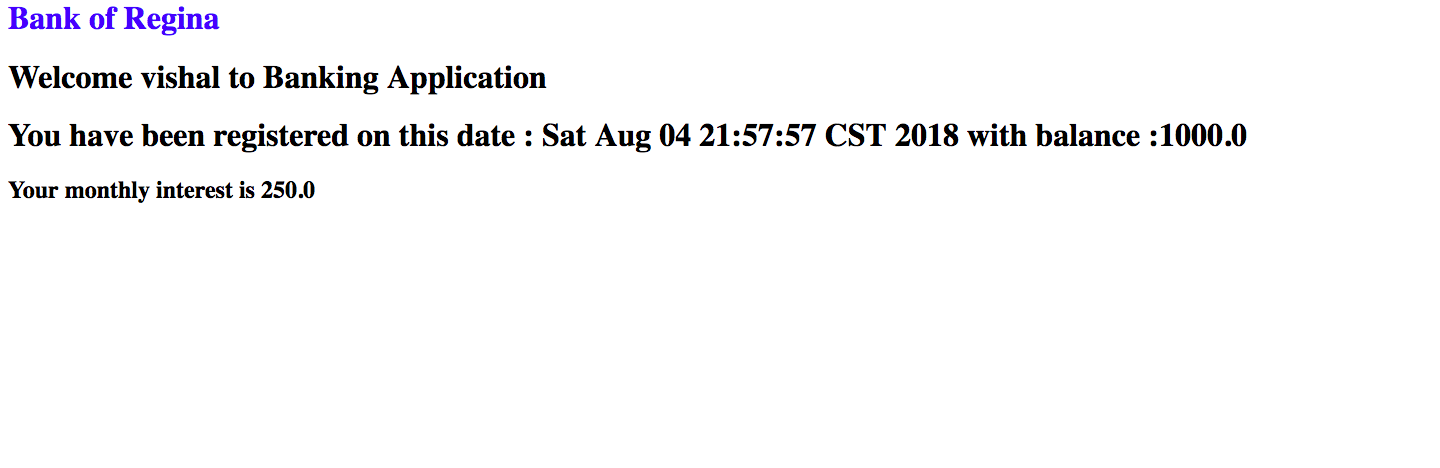 Bank of Regina
Welcome vishal to Banking Application
You have been registered on this date : Sat Aug 04 21:57:57 CST 2018 with balance :1000.0
Your monthly interest is 250.0